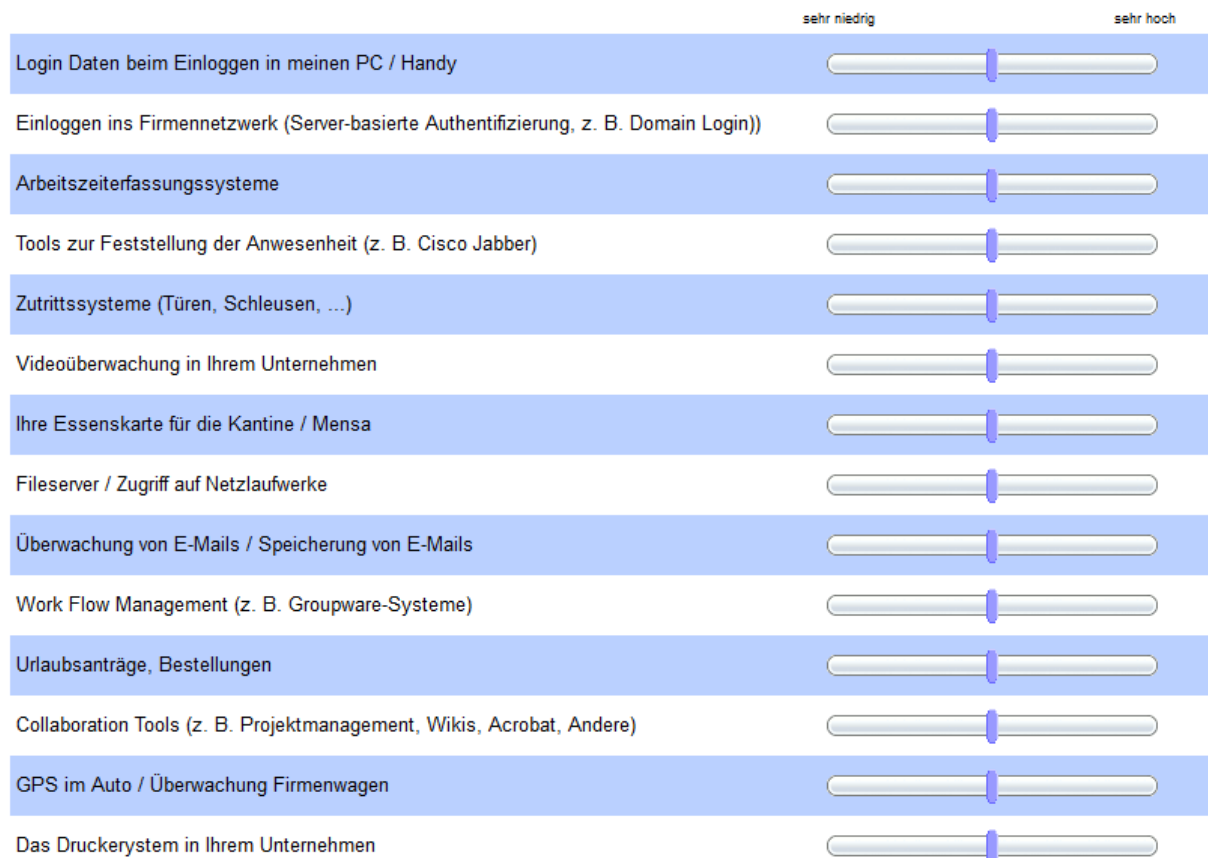 sehr niedrig sehr hoch
Login Daten beim Einloggen in meinen PC / Handy
Einloggen ins Firmennetzwerk (Server-basierte Authentifizierung, z. B. Domain Login))
Arbeitszeiterfassungssysteme
Tools zur Feststellung der Anwesenheit (z. B. Cisco Jabber)
Zutrittssysteme (Türen, Schleusen, ...)
Videoüberwachung in Ihrem Unternehmen
Ihre Essenskarte für die Kantine / Mensa
Fileserver / Zugriff auf Netzlaufwerke
Überwachung von E-Mails / Speicherung von E-Mails
Work Flow Management (z. B. Groupware-Systeme)
Urlaubsanträge, Bestellungen
Collaboration Tools (z. B. Projektmanagement, Wikis, Acrobat, Andere)
GPS im Auto / Überwachung Firmenwagen
Das Druckerystem in Ihrem Unternehmen